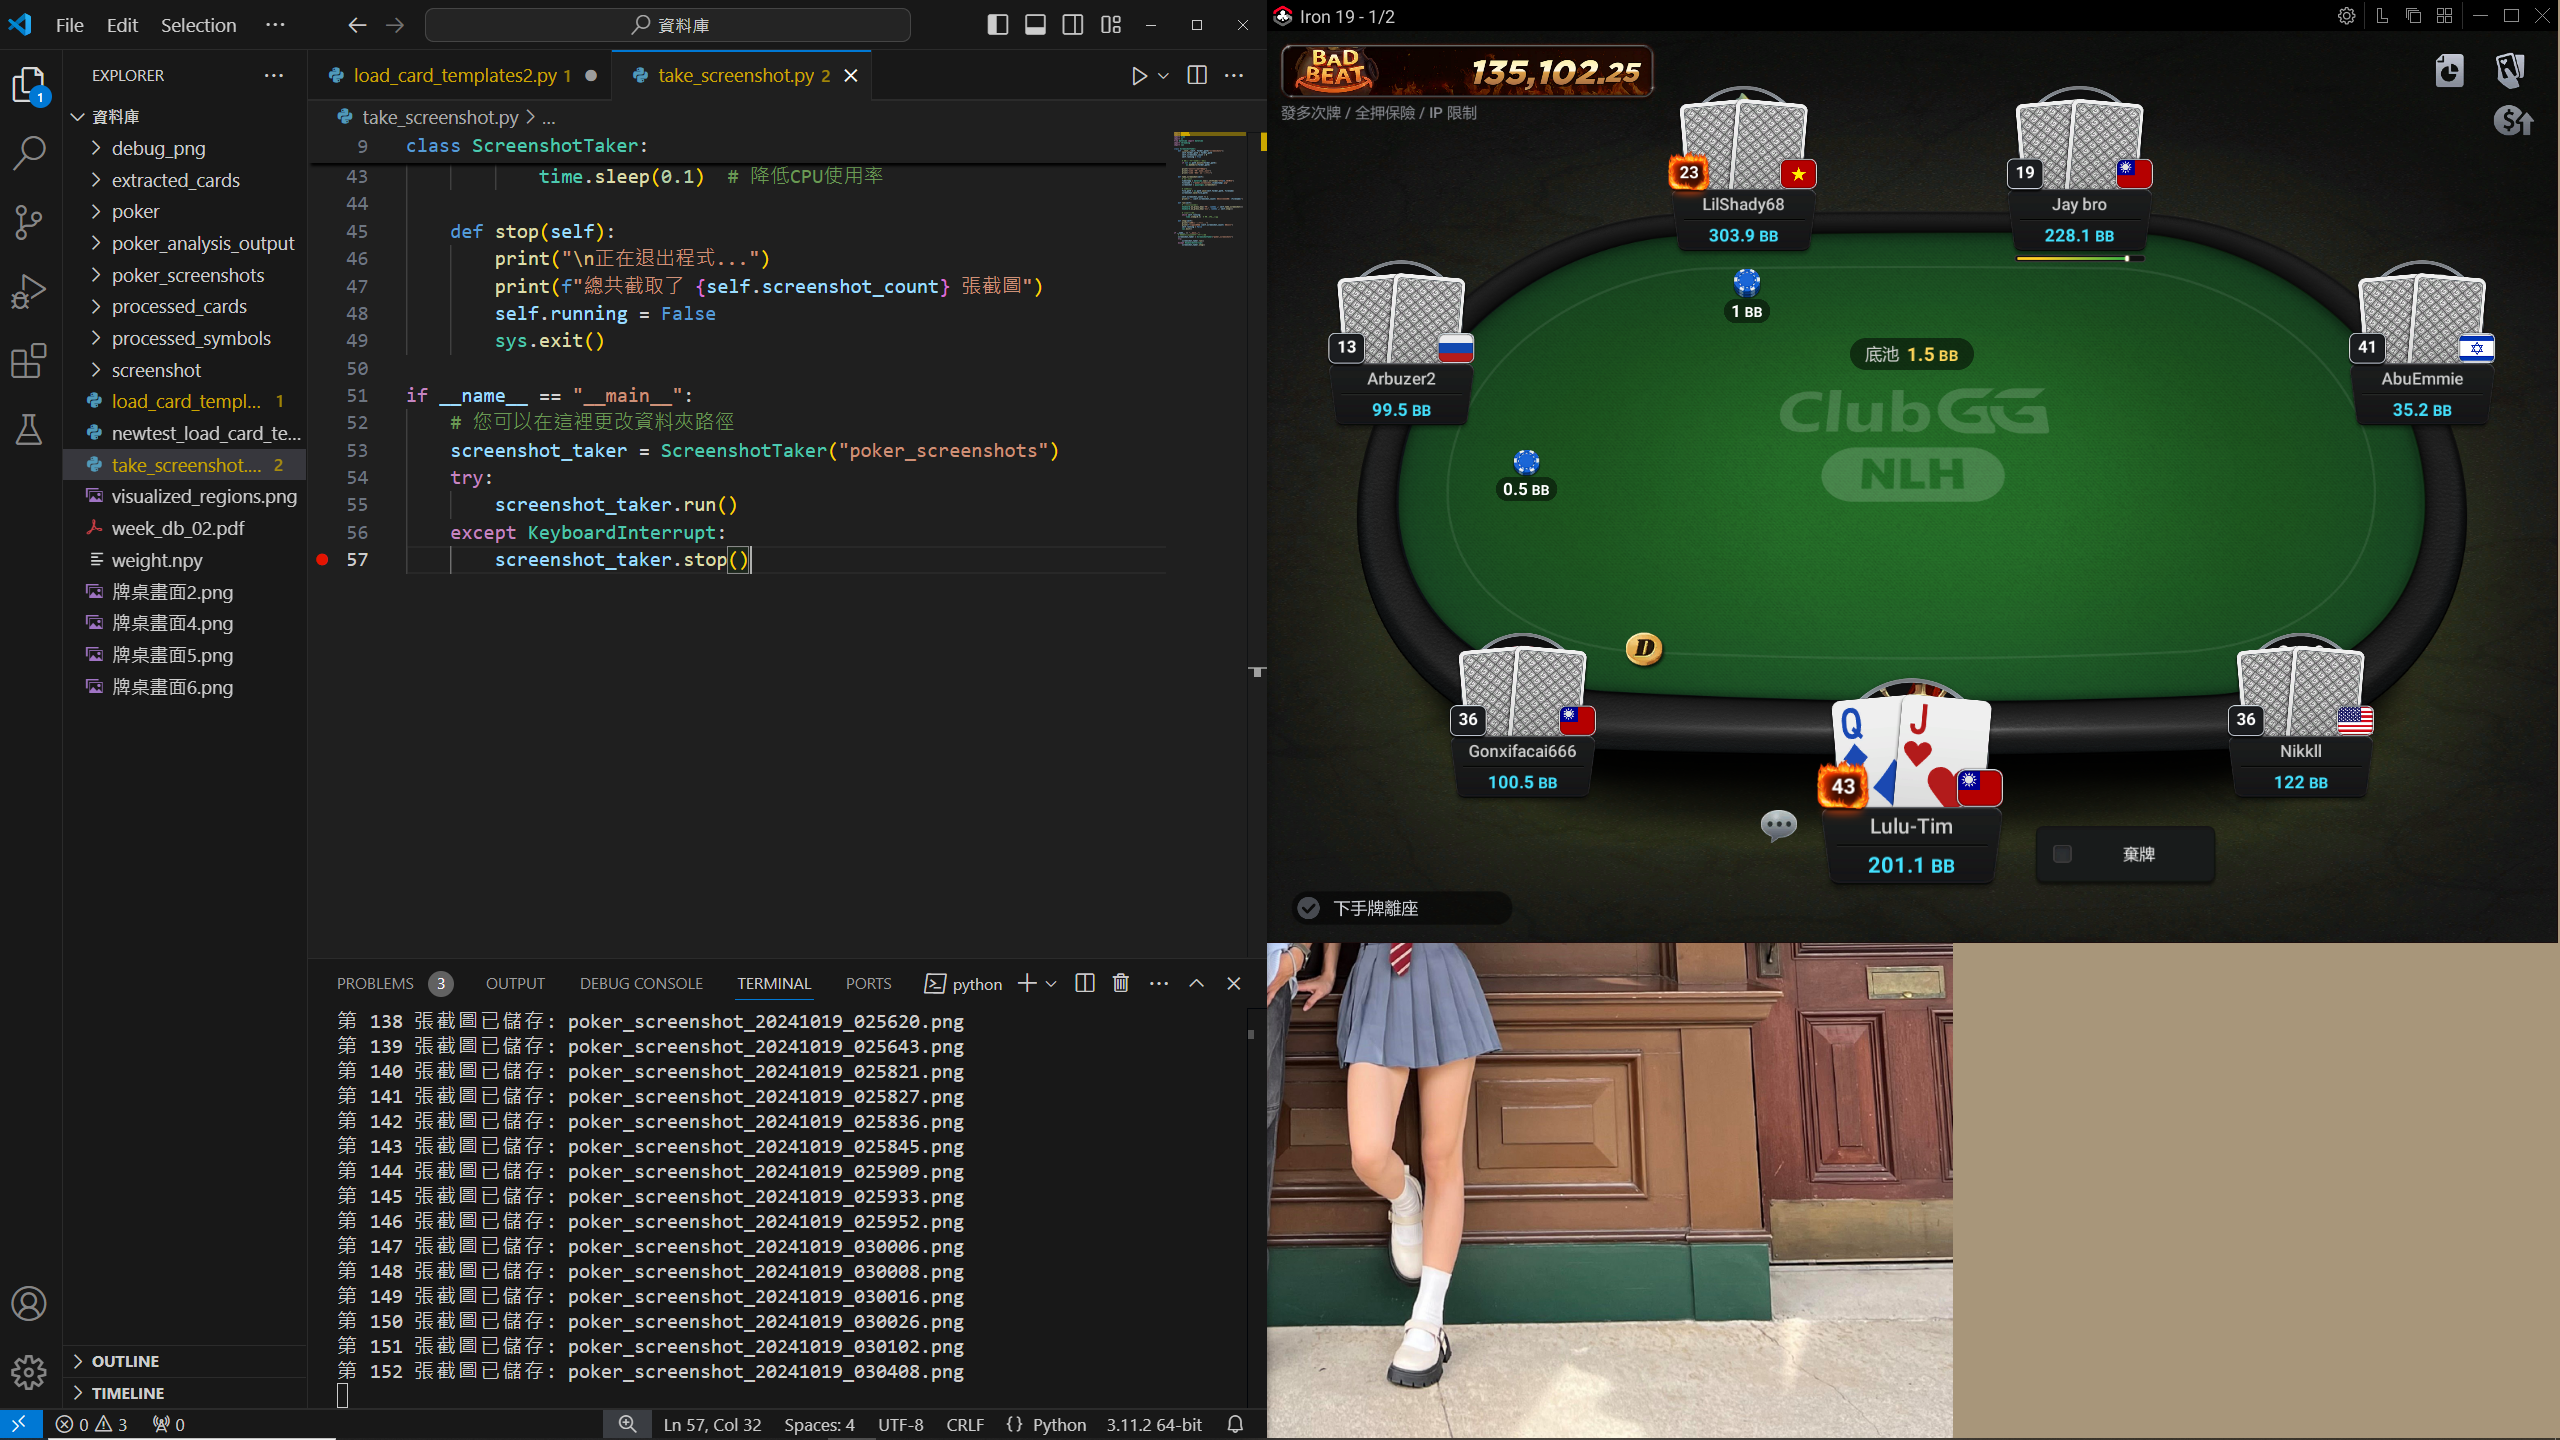 File Edit Selection ···
資料庫
EXPLORER
資料庫
debug_png
extracted_cards
poker
poker_analysis_output
poker_screenshots
processed_cards
processed_symbols
screenshot
load_card_templ... 1
newtest_load_card_te...
take_screenshot.... 2
visualized_regions.png
week_db_02.pdf
weight.npy
牌桌畫面2.png
牌桌畫面4.png
牌桌畫面5.png
牌桌畫面6.png
OUTLINE
TIMELINE
1
load_card_templates2.py 1
take_screenshot.py 2
take_screenshot.py > ...
9 class ScreenshotTaker:
43 time.sleep(0.1) # 降低CPU使用率
44
45 def stop(self):
46 print("\n正在退出程式...")
47 print(f"總共截取了 {self.screenshot_count} 張截圖")
48 self.running = False
49 sys.exit()
50
51 if __name__ == "__main__":
52 # 您可以在這裡更改資料夾路徑
53 screenshot_taker = ScreenshotTaker("poker_screenshots")
54 try:
55 screenshot_taker.run()
56 except KeyboardInterrupt:
57 screenshot_taker.stop()
PROBLEMS 3 OUTPUT DEBUG CONSOLE TERMINAL PORTS python
第 138 張截圖已儲存: poker_screenshot_20241019_025620.png
第 139 張截圖已儲存: poker_screenshot_20241019_025643.png
第 140 張截圖已儲存: poker_screenshot_20241019_025821.png
第 141 張截圖已儲存: poker_screenshot_20241019_025827.png
第 142 張截圖已儲存: poker_screenshot_20241019_025836.png
第 143 張截圖已儲存: poker_screenshot_20241019_025845.png
第 144 張截圖已儲存: poker_screenshot_20241019_025909.png
第 145 張截圖已儲存: poker_screenshot_20241019_025933.png
第 146 張截圖已儲存: poker_screenshot_20241019_025952.png
第 147 張截圖已儲存: poker_screenshot_20241019_030006.png
第 148 張截圖已儲存: poker_screenshot_20241019_030008.png
第 149 張截圖已儲存: poker_screenshot_20241019_030016.png
第 150 張截圖已儲存: poker_screenshot_20241019_030026.png
第 151 張截圖已儲存: poker_screenshot_20241019_030102.png
第 152 張截圖已儲存: poker_screenshot_20241019_030408.png
0 3 0 Ln 57, Col 32 Spaces: 4 UTF-8 CRLF {} Python 3.11.2 64-bit
Iron 19 - 1/2
BAD BEAT 135,102.25
發多次牌 / 全押保險 / IP 限制
23
LilShady68
303.9 BB
19
Jay bro
228.1 BB
1 BB
13
Arbuzer2
99.5 BB
底池 1.5 BB
41
AbuEmmie
35.2 BB
ClubGG
NLH
0.5 BB
D
36
Gonxifacai666
100.5 BB
Q J
43
Lulu-Tim
201.1 BB
36
Nikkll
122 BB
棄牌
下手牌離座